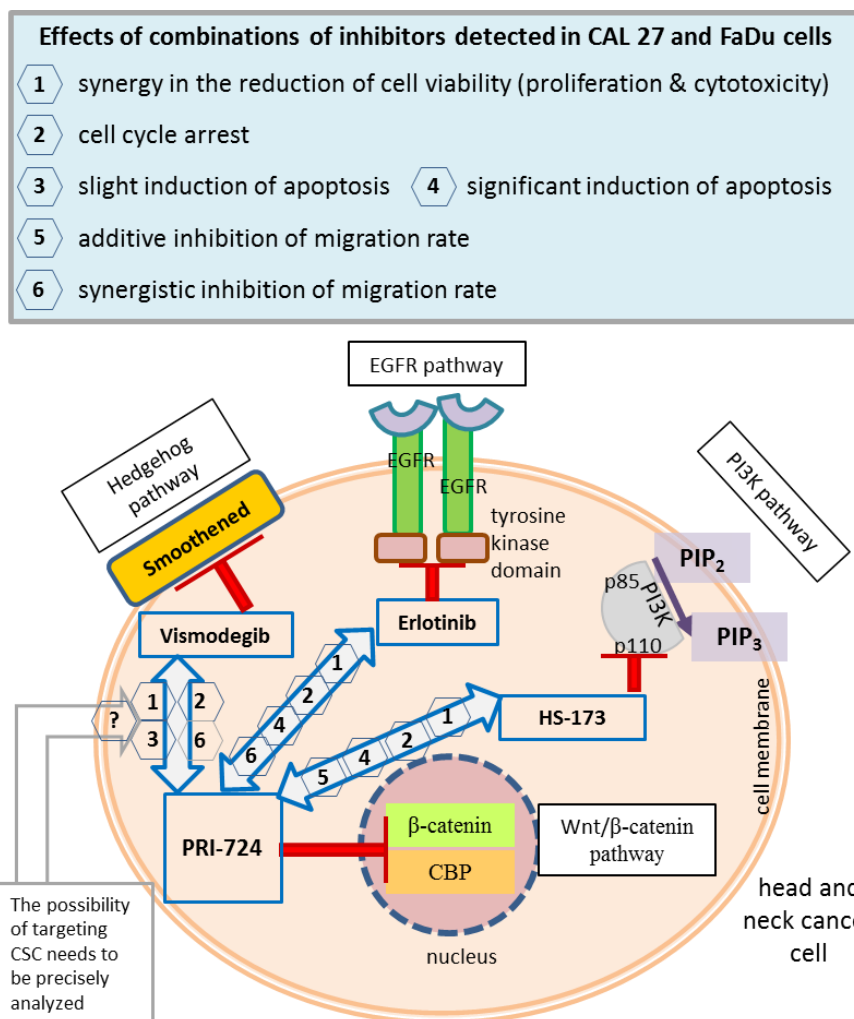 Effects of combinations of inhibitors detected in CAL 27 and FaDu cells
1 synergy in the reduction of cell viability (proliferation & cytotoxicity)
2 cell cycle arrest
3 slight induction of apoptosis 4 significant induction of apoptosis
5 additive inhibition of migration rate
6 synergistic inhibition of migration rate
EGFR pathway
Hedgehog
pathway
Smoothened
EGFR
EGFR
tyrosine
kinase
domain
PI3K pathway
PIP₂
p85
PI3K
p110
PIP₃
Vismodegib
Erlotinib
HS-173
cell membrane
? 1 2
3 6
1
2
4
6
1
2
4
5
PRI-724
β-catenin
CBP
Wnt/β-catenin
pathway
nucleus
The possibility
of targeting
CSC needs to
be precisely
analyzed
head and
neck cance
cell